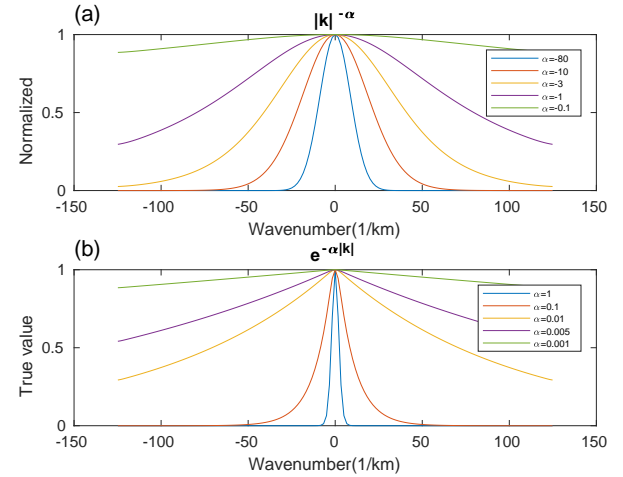 (a)
|k| -α
Normalized
1
0.5
0
α=-80
α=-10
α=-3
α=-1
α=-0.1
-150 -100 -50 0 50 100 150
Wavenumber(1/km)
(b)
e-α|k|
True value
1
0.5
0
α=1
α=0.1
α=0.01
α=0.005
α=0.001
-150 -100 -50 0 50 100 150
Wavenumber(1/km)